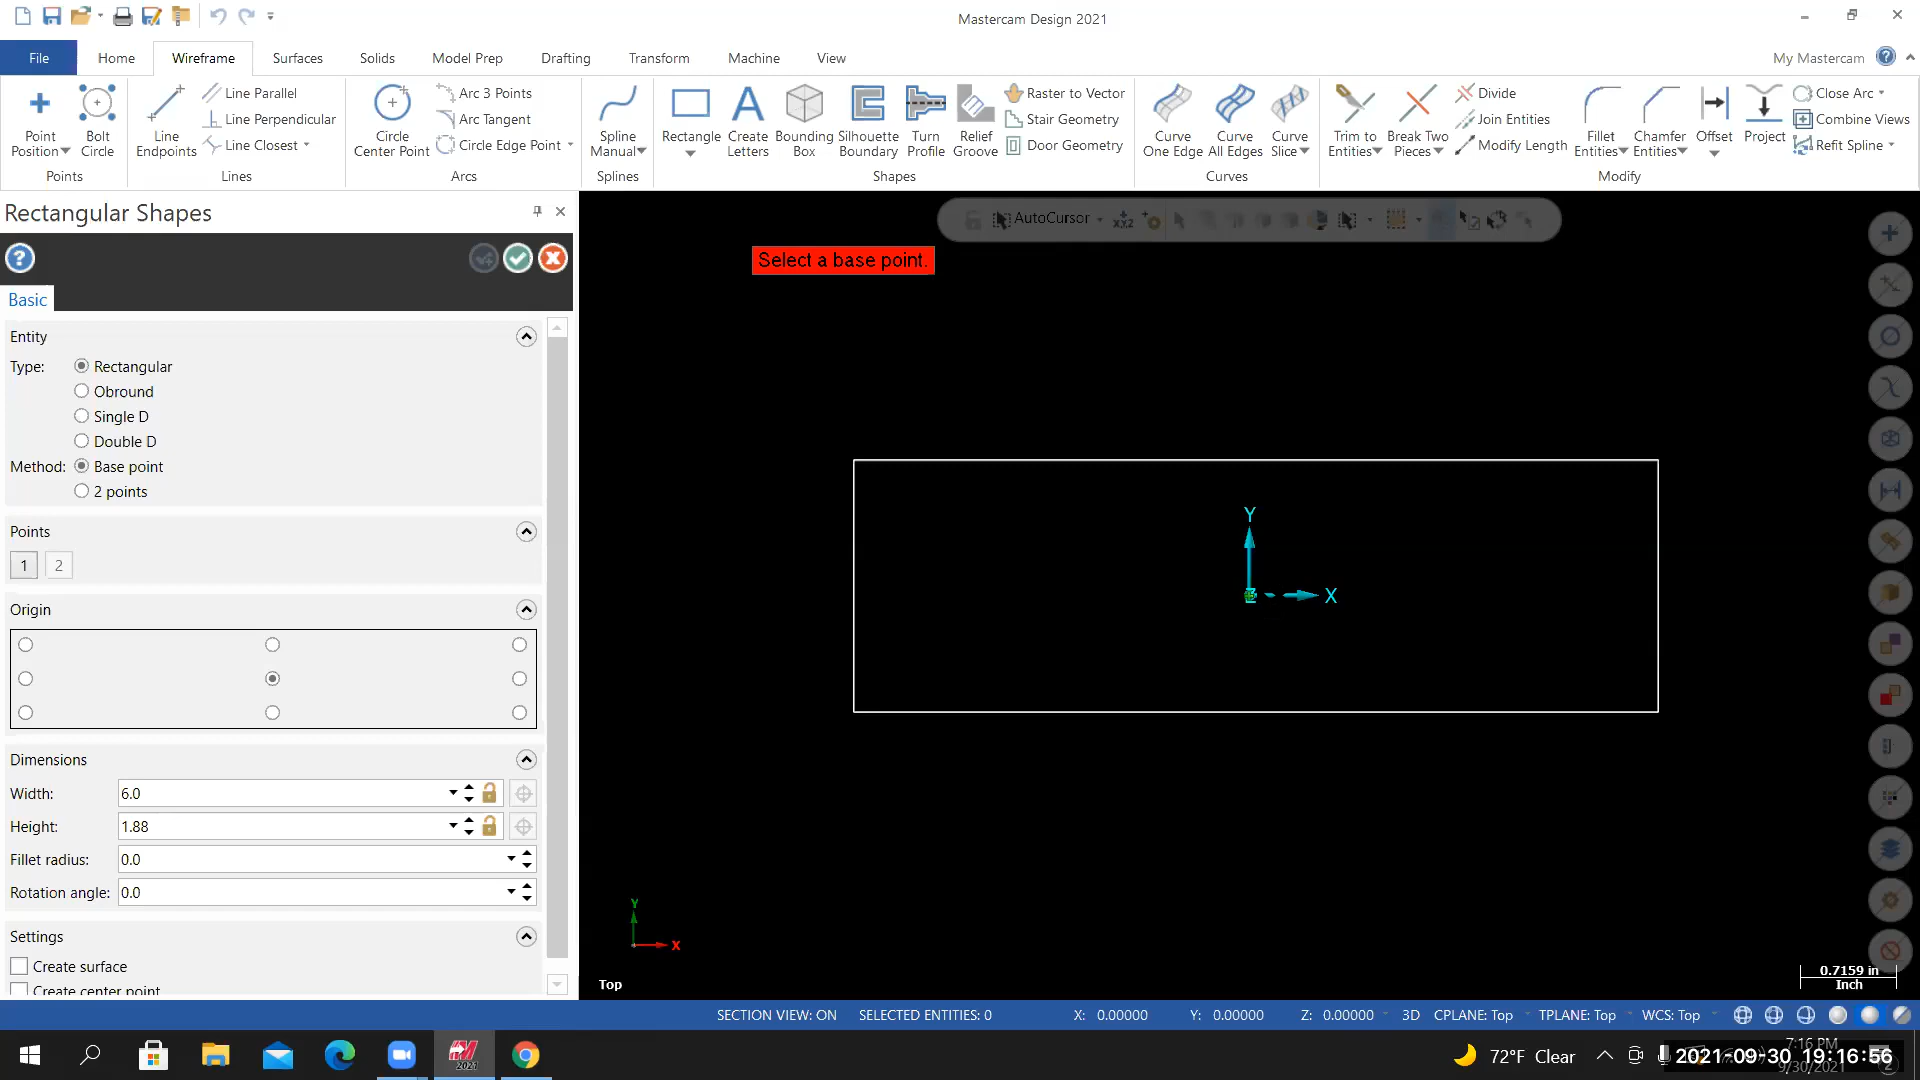 Mastercam Design 2021
File Home Wireframe Surfaces Solids Model Prep Drafting Transform Machine View My Mastercam
Point Position
Bolt Circle
Points
Line Endpoints
Line Parallel
Line Perpendicular
Line Closest
Lines
Circle Center Point
Arc 3 Points
Arc Tangent
Circle Edge Point
Arcs
Spline Manual
Splines
Rectangle
Create Letters
Bounding Box
Silhouette Boundary
Turn Profile
Relief Groove
Raster to Vector
Stair Geometry
Door Geometry
Shapes
Curve One Edge
Curve All Edges
Curve Slice
Curves
Trim to Entities
Break Two Pieces
Divide
Join Entities
Modify Length
Fillet Entities
Chamfer Entities
Offset
Project
Close Arc
Combine Views
Refit Spline
Modify
Rectangular Shapes
Basic
Entity
Type: Rectangular
Obround
Single D
Double D
Method: Base point
2 points
Points
1 2
Origin
Dimensions
Width: 6.0
Height: 1.88
Fillet radius: 0.0
Rotation angle: 0.0
Settings
Create surface
Create center point
AutoCursor
Select a base point.
Y
Z X
Y
X
Top
0.7159 in
Inch
SECTION VIEW: ON SELECTED ENTITIES: 0 X: 0.00000 Y: 0.00000 Z: 0.00000 3D CPLANE: Top TPLANE: Top WCS: Top
2021
72°F Clear
7:16 PM
2021-09-30 19:16:56
9/30/2021
2